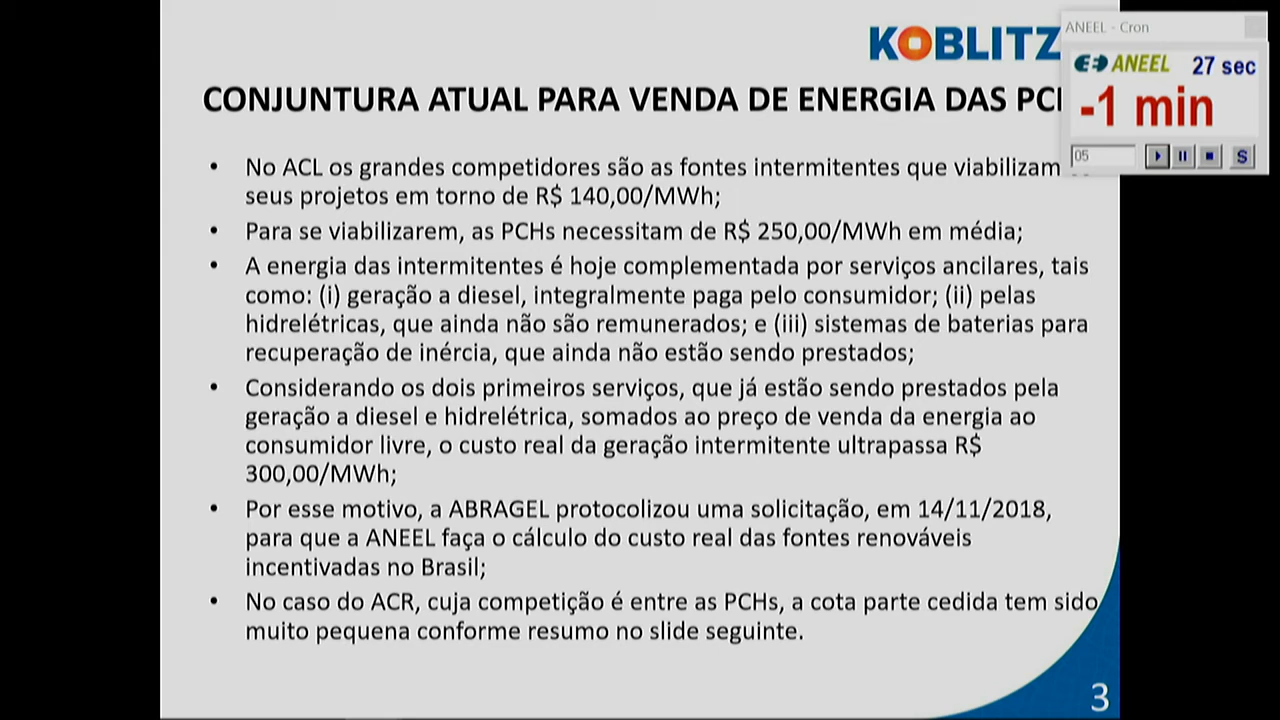 KOBLITZ
ANEEL - Cron
ANEEL 27 sec
-1 min
05
S
CONJUNTURA ATUAL PARA VENDA DE ENERGIA DAS
• No ACL os grandes competidores são as fontes intermitentes que viabilizam
seus projetos em torno de R$ 140,00/MWh;
• Para se viabilizarem, as PCHs necessitam de R$ 250,00/MWh em média;
• A energia das intermitentes é hoje complementada por serviços ancilares, tais
como: (i) geração a diesel, integralmente paga pelo consumidor; (ii) pelas
hidrelétricas, que ainda não são remunerados; e (iii) sistemas de baterias para
recuperação de inércia, que ainda não estão sendo prestados;
• Considerando os dois primeiros serviços, que já estão sendo prestados pela
geração a diesel e hidrelétrica, somados ao preço de venda da energia ao
consumidor livre, o custo real da geração intermitente ultrapassa R$
300,00/MWh;
• Por esse motivo, a ABRAGEL protocolizou uma solicitação, em 14/11/2018,
para que a ANEEL faça o cálculo do custo real das fontes renováveis
incentivadas no Brasil;
• No caso do ACR, cuja competição é entre as PCHs, a cota parte cedida tem sido
muito pequena conforme resumo no slide seguinte.
3